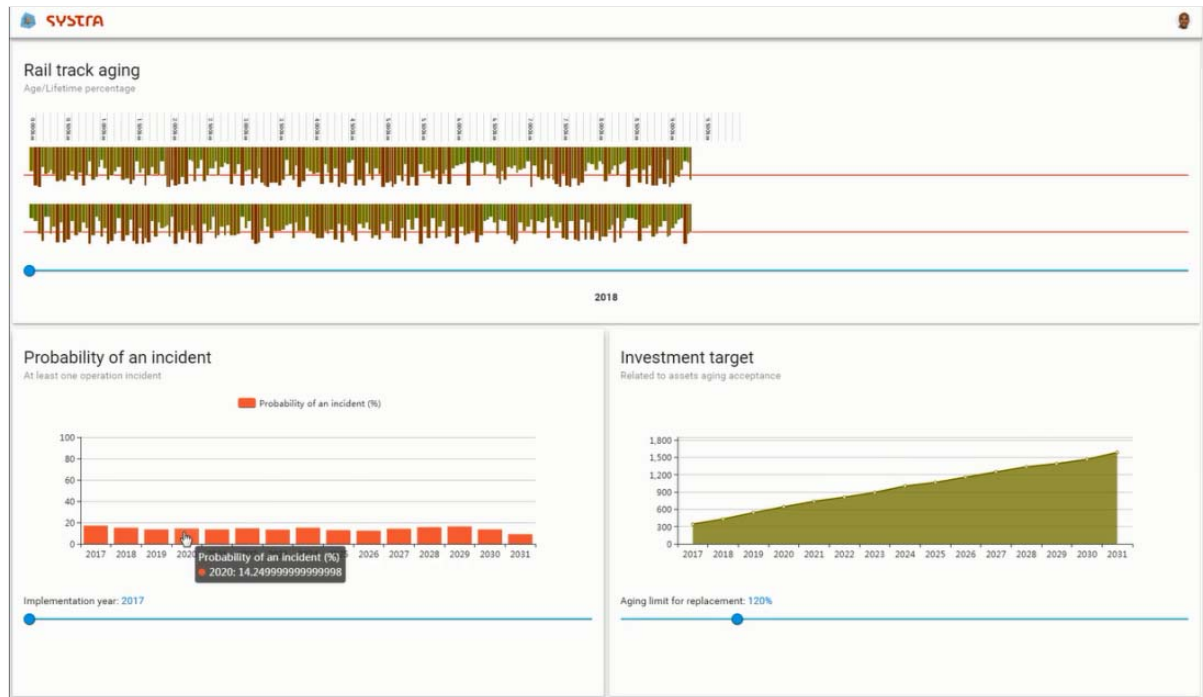 SYSTRA
Rail track aging
Age/Lifetime percentage
2018
Probability of an incident
At least one operation incident
Probability of an incident (%)
100
80
60
40
20
0
2017 2018 2019 2020 2026 2027 2028 2029 2030 2031
Probability of an incident (%)
2020: 14.249999999999998
Implementation year: 2017
Investment target
Related to assets aging acceptance
1,800
1,500
1,200
900
600
300
0
2017 2018 2019 2020 2021 2022 2023 2024 2025 2026 2027 2028 2029 2030 2031
Aging limit for replacement: 120%